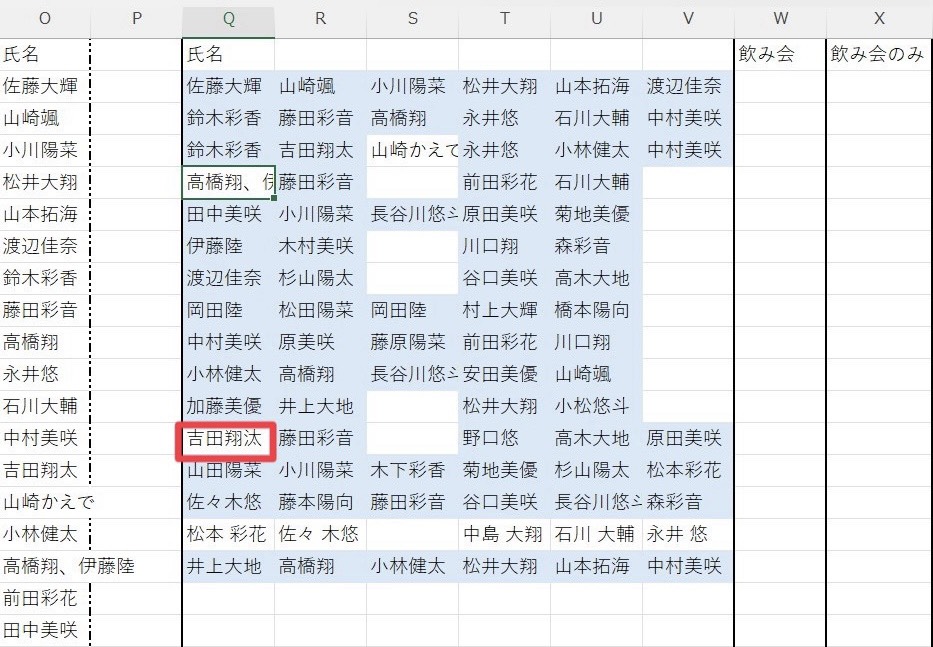 O P Q R S T U V W X
氏名 氏名 飲み会 飲み会のみ
佐藤大輝 佐藤大輝 山崎颯 小川陽菜 松井大翔 山本拓海 渡辺佳奈
山崎颯 鈴木彩香 藤田彩音 高橋翔 永井悠 石川大輔 中村美咲
小川陽菜 鈴木彩香 吉田翔太 山崎かえで 永井悠 小林健太 中村美咲
松井大翔 高橋翔、伊 藤田彩音 前田彩花 石川大輔
山本拓海 田中美咲 小川陽菜 長谷川悠斗 原田美咲 菊地美優
渡辺佳奈 伊藤陸 木村美咲 川口翔 森彩音
鈴木彩香 渡辺佳奈 杉山陽太 谷口美咲 高木大地
藤田彩音 岡田陸 松田陽菜 岡田陸 村上大輝 橋本陽向
高橋翔 中村美咲 原美咲 藤原陽菜 前田彩花 川口翔
永井悠 小林健太 高橋翔 長谷川悠斗 安田美優 山崎颯
石川大輔 加藤美優 井上大地 松井大翔 小松悠斗
中村美咲 吉田翔汰 藤田彩音 野口悠 高木大地 原田美咲
吉田翔太 山田陽菜 小川陽菜 木下彩香 菊地美優 杉山陽太 松本彩花
山崎かえで 佐々木悠 藤本陽向 藤田彩音 谷口美咲 長谷川悠斗 森彩音
小林健太 松本 彩花 佐々 木悠 中島 大翔 石川 大輔 永井 悠
高橋翔、伊藤陸 井上大地 高橋翔 小林健太 松井大翔 山本拓海 中村美咲
前田彩花
田中美咲